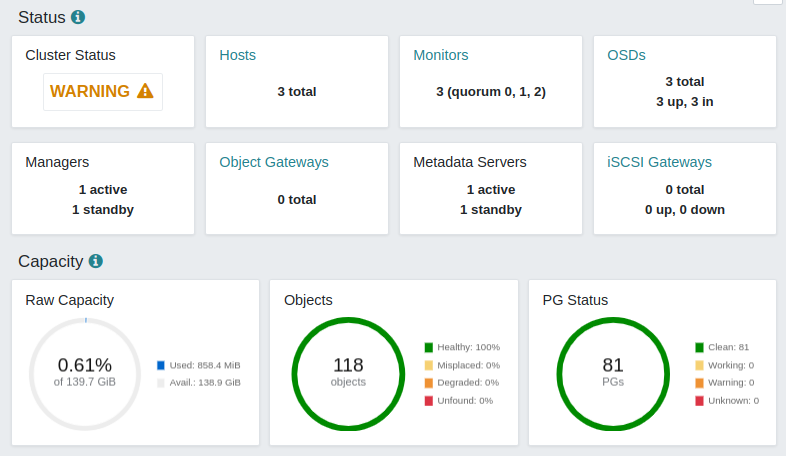 Status
Cluster Status
WARNING
Hosts
3 total
Monitors
3 (quorum 0, 1, 2)
OSDs
3 total
3 up, 3 in
Managers
1 active
1 standby
Object Gateways
0 total
Metadata Servers
1 active
1 standby
iSCSI Gateways
0 total
0 up, 0 down
Capacity
Raw Capacity
0.61%
of 139.7 GiB
Used: 858.4 MiB
Avail.: 138.9 GiB
Objects
118
objects
Healthy: 100%
Misplaced: 0%
Degraded: 0%
Unfound: 0%
PG Status
81
PGs
Clean: 81
Working: 0
Warning: 0
Unknown: 0